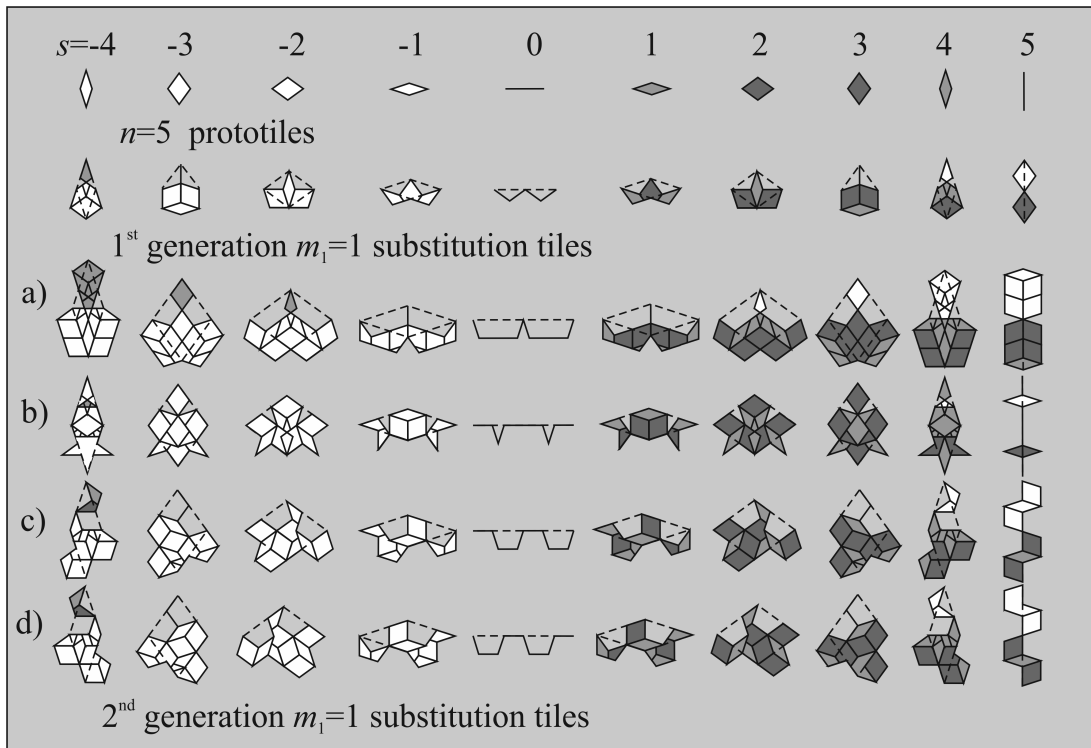 s=-4 -3 -2 -1 0 1 2 3 4 5
n=5 prototiles
1st generation m₁=1 substitution tiles
a)
b)
c)
d)
2nd generation m₁=1 substitution tiles